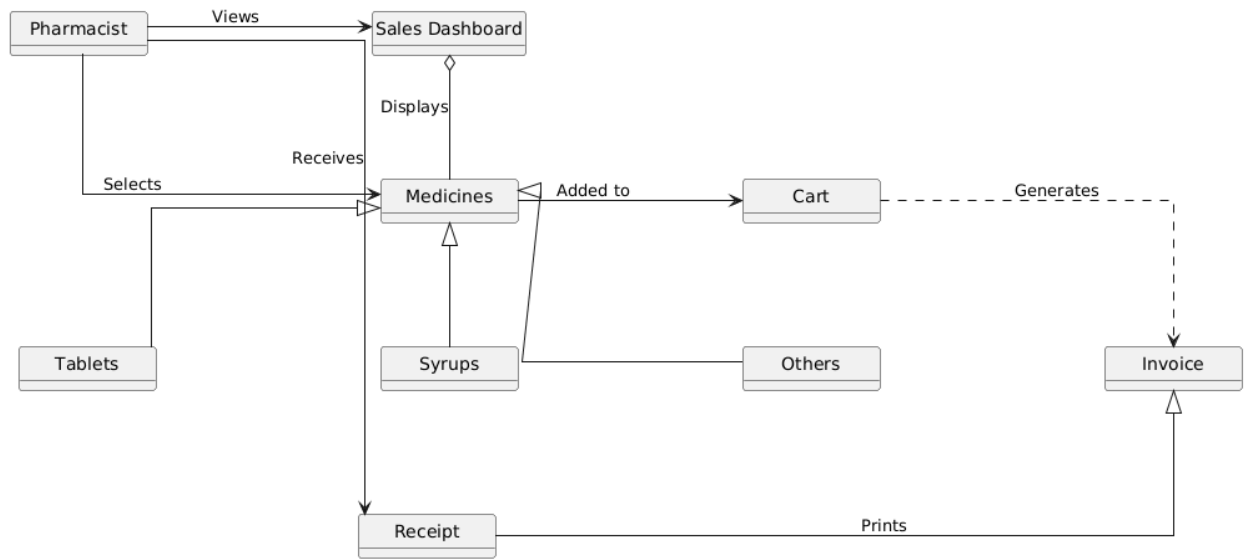 Pharmacist
Views
Sales Dashboard
Displays
Receives
Selects
Medicines
Added to
Cart
Generates
Tablets
Syrups
Others
Invoice
Receipt
Prints